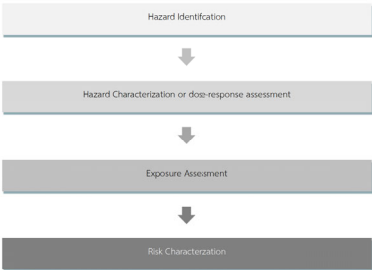 Hazard Identifcation
Hazard Characterization or dose-response assessment
Exposure Assesment
Risk Characterzation